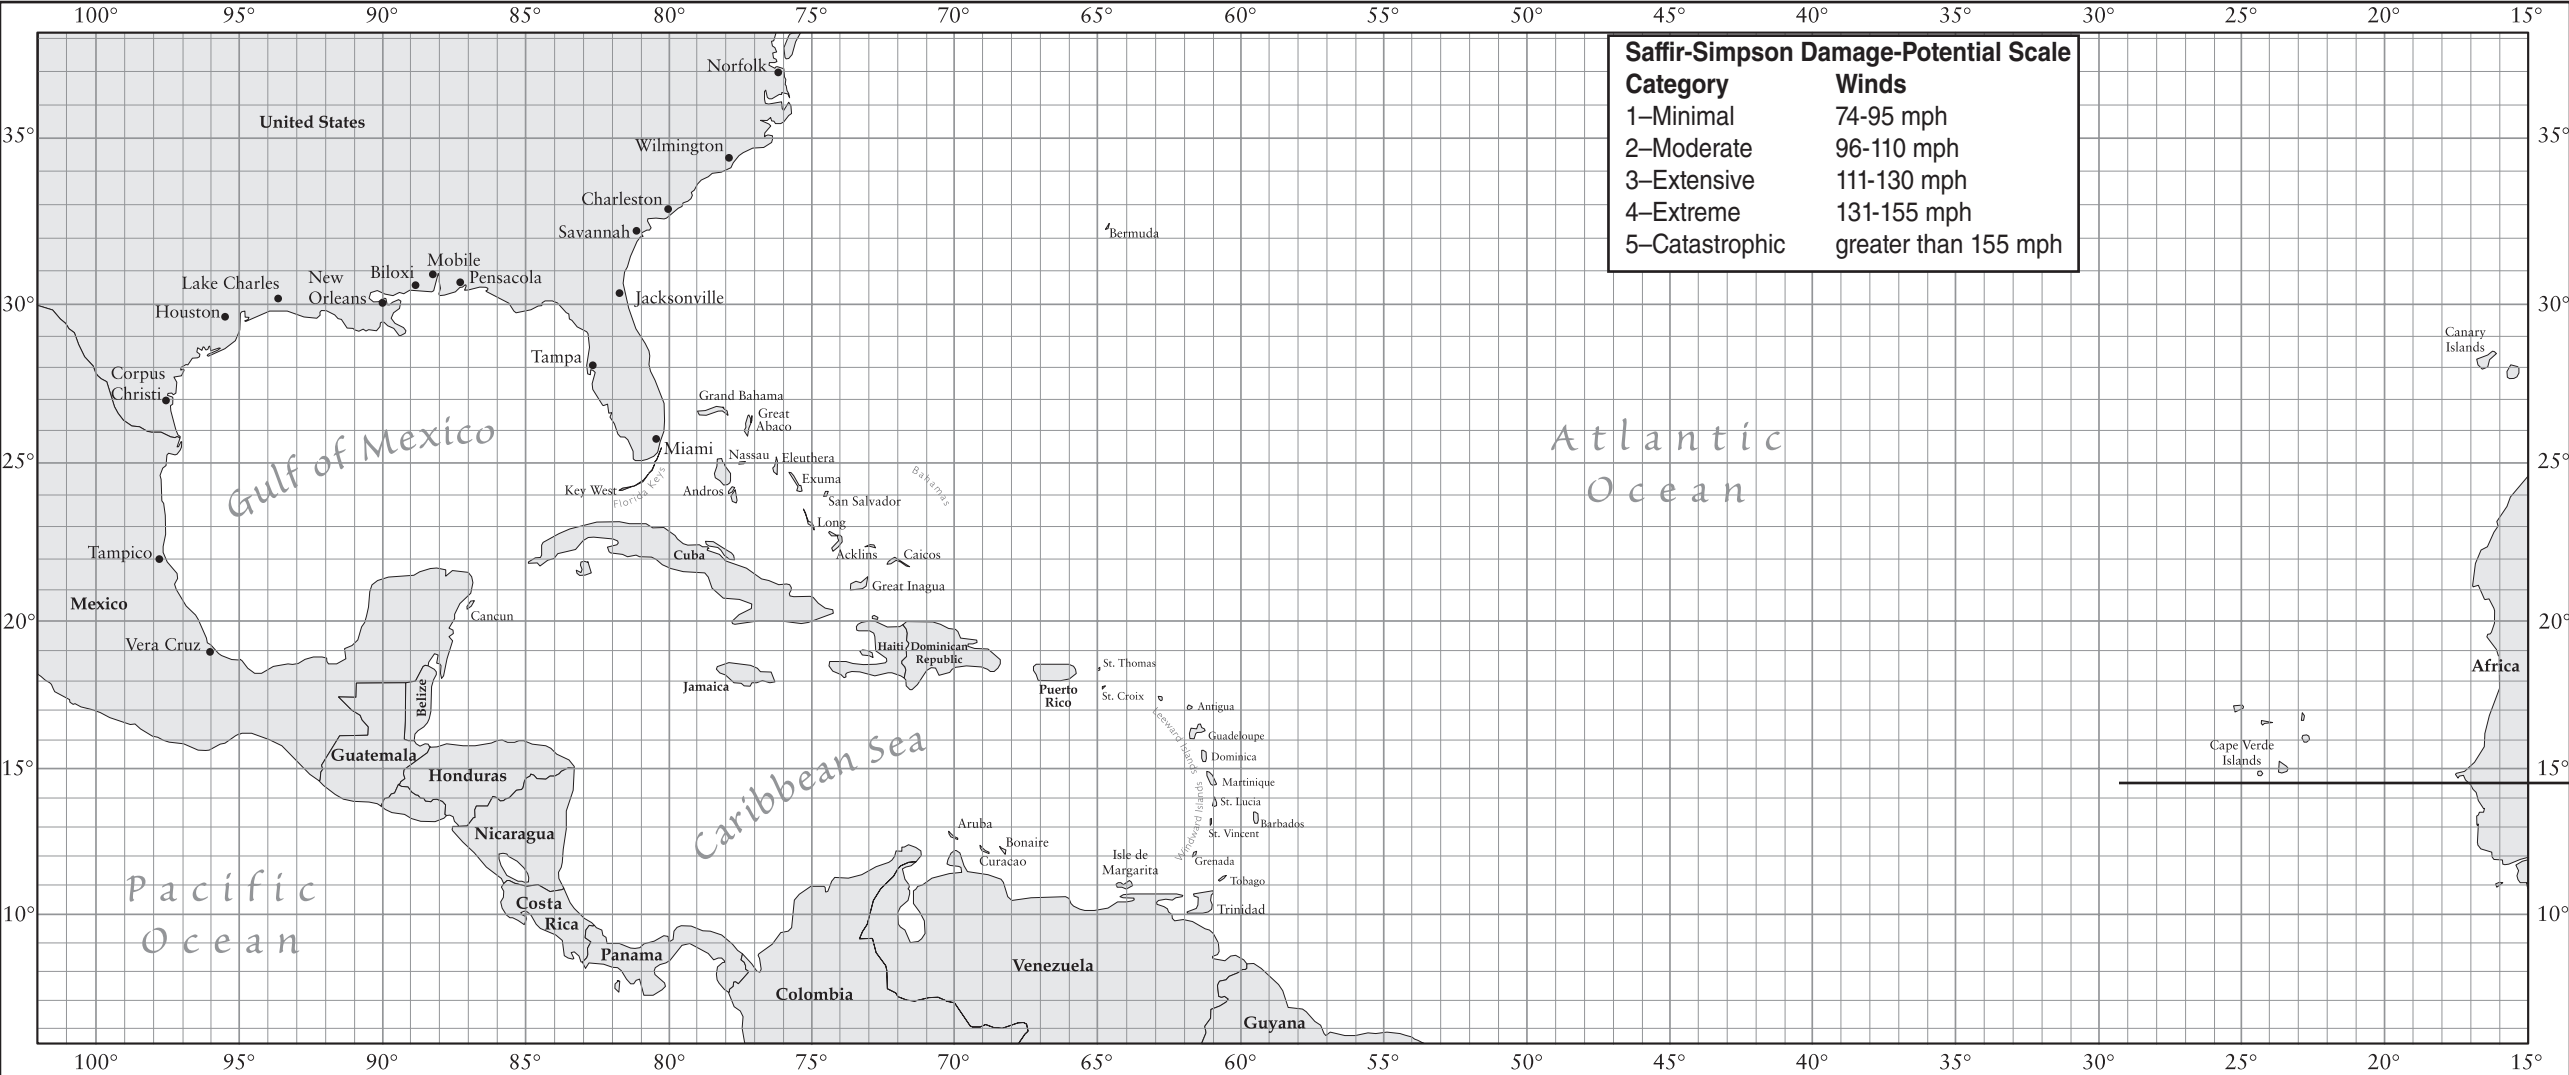 100° 95° 90° 85° 80° 75° 70° 65° 60° 55° 50° 45° 40° 35° 30° 25° 20° 15°
Saffir-Simpson Damage-Potential Scale
Category Winds
1–Minimal 74-95 mph
2–Moderate 96-110 mph
3–Extensive 111-130 mph
4–Extreme 131-155 mph
5–Catastrophic greater than 155 mph
Norfolk
United States
35° 35°
Wilmington
Charleston
Savannah
Bermuda
Mobile
Biloxi
Pensacola
New
Orleans
Lake Charles
Jacksonville
30° 30°
Houston
Canary
Islands
Tampa
Corpus
Christi
Grand Bahama
Great
Abaco
Gulf of Mexico
Atlantic
Ocean
Miami
25° 25°
Nassau
Eleuthera
Bahamas
Exuma
Key West
Florida Keys
Andros
San Salvador
Long
Tampico
Cuba
Acklins
Caicos
Great Inagua
Mexico
Cancun
20° 20°
Vera Cruz
Haiti
Dominican
Republic
St. Thomas
Africa
Jamaica
Puerto
Rico
St. Croix
Belize
Antigua
Leeward Islands
Guadeloupe
Caribbean Sea
Cape Verde
Islands
Guatemala
Dominica
15° 15°
Honduras
Martinique
St. Lucia
Windward Islands
Barbados
Nicaragua
Aruba
St. Vincent
Bonaire
Curacao
Isle de
Margarita
Grenada
Pacific
Ocean
Tobago
Costa
Rica
Trinidad
10° 10°
Panama
Venezuela
Colombia
Guyana
100° 95° 90° 85° 80° 75° 70° 65° 60° 55° 50° 45° 40° 35° 30° 25° 20° 15°